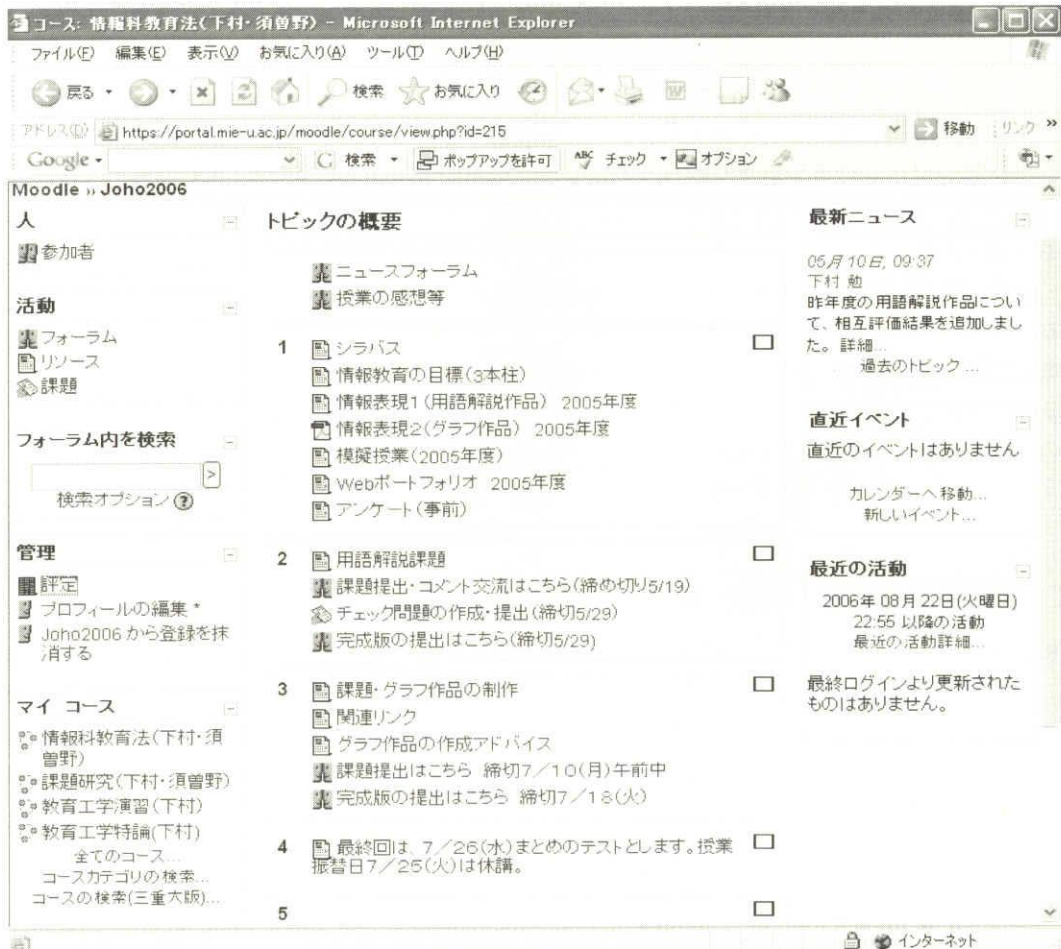 コース: 情報科教育法(下村・須曽野) - Microsoft Internet Explorer
ファイル(F) 編集(E) 表示(V) お気に入り(A) ツール(T) ヘルプ(H)
戻る 検索 お気に入り
アドレス(D) https://portal.mie-u.ac.jp/moodle/course/view.php?id=215 移動 リンク »
Google 検索 ポップアップを許可 ABC チェック オプション
Moodle » Joho2006
人
参加者
活動
フォーラム
リソース
課題
フォーラム内を検索
>
検索オプション ?
管理
評定
プロフィールの編集 *
Joho2006 から登録を抹
消する
マイ コース
情報科教育法(下村・須
曽野)
課題研究(下村・須曽野)
教育工学演習(下村)
教育工学特論(下村)
全てのコース...
コースカテゴリの検索...
コースの検索(三重大版)...
トピックの概要
ニュースフォーラム
授業の感想等
1 シラバス
情報教育の目標(3本柱)
情報表現1(用語解説作品) 2005年度
情報表現2(グラフ作品) 2005年度
模擬授業(2005年度)
Webポートフォリオ 2005年度
アンケート(事前)
2 用語解説課題
課題提出・コメント交流はこちら(締め切り5/19)
チェック問題の作成・提出(締切5/29)
完成版の提出はこちら(締切5/29)
3 課題・グラフ作品の制作
関連リンク
グラフ作品の作成アドバイス
課題提出はこちら 締切7/10(月)午前中
完成版の提出はこちら 締切7/18(火)
4 最終回は、7/26(水)まとめのテストとします。授業
振替日7/25(火)は休講。
5
最新ニュース
05月 10日, 09:37
下村 勉
昨年度の用語解説作品につい
て、相互評価結果を追加しまし
た。 詳細...
過去のトピック ...
直近イベント
直近のイベントはありません
カレンダーへ移動...
新しいイベント...
最近の活動
2006年 08月 22日(火曜日)
22:55 以降の活動
最近の活動詳細...
最終ログインより更新された
ものはありません。
インターネット